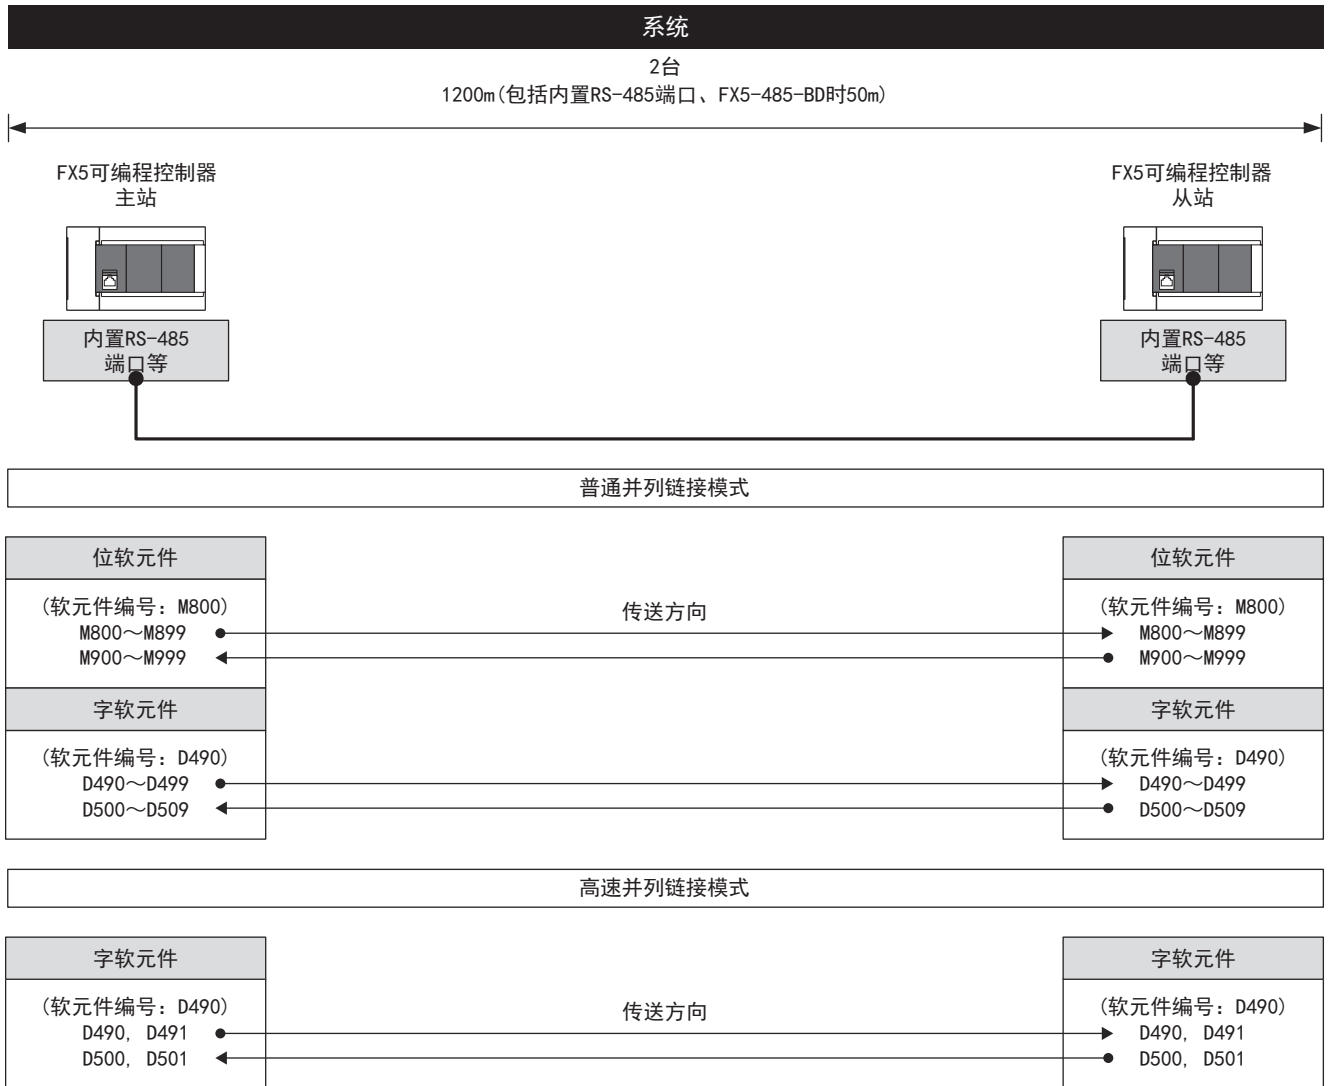 系统
2台
1200m(包括内置RS-485端口、FX5-485-BD时50m)
FX5可编程控制器
主站
FX5可编程控制器
从站
内置RS-485
端口等
内置RS-485
端口等
普通并列链接模式
位软元件
位软元件
(软元件编号：M800)
传送方向
(软元件编号：M800)
M800～M899
M800～M899
M900～M999
M900～M999
字软元件
字软元件
(软元件编号：D490)
(软元件编号：D490)
D490～D499
D490～D499
D500～D509
D500～D509
高速并列链接模式
字软元件
字软元件
(软元件编号：D490)
传送方向
(软元件编号：D490)
D490, D491
D490, D491
D500, D501
D500, D501